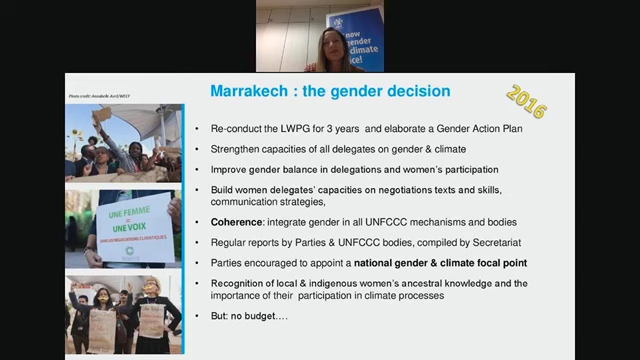 now
gender
climate
ce!
Photo credit: Annabelle Avril/WECF
Marrakech : the gender decision
2016
• Re-conduct the LWPG for 3 years and elaborate a Gender Action Plan
• Strengthen capacities of all delegates on gender & climate
• Improve gender balance in delegations and women's participation
• Build women delegates' capacities on negotiations texts and skills,
communication strategies,
• Coherence: integrate gender in all UNFCCC mechanisms and bodies
• Regular reports by Parties & UNFCCC bodies, compiled by Secretariat
• Parties encouraged to appoint a national gender & climate focal point
• Recognition of local & indigenous women's ancestral knowledge and the
importance of their participation in climate processes
• But: no budget….
UNE FEMME
UNE VOIX
DANS LES NÉGOCIATIONS CLIMATIQUES